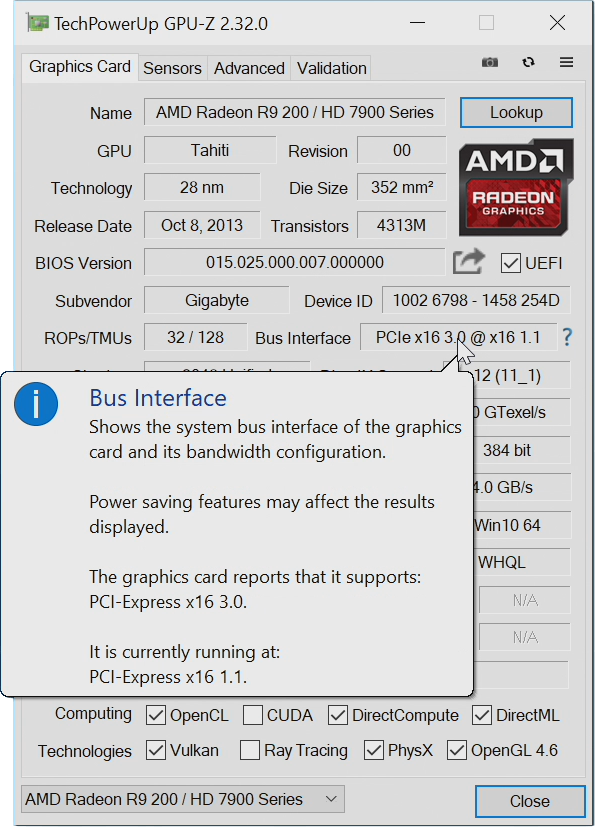 TechPowerUp GPU-Z 2.32.0
Graphics Card Sensors Advanced Validation
Name AMD Radeon R9 200 / HD 7900 Series Lookup
GPU Tahiti Revision 00
AMD
RADEON
GRAPHICS
Technology 28 nm Die Size 352 mm²
Release Date Oct 8, 2013 Transistors 4313M
BIOS Version 015.025.000.007.000000 UEFI
Subvendor Gigabyte Device ID 1002 6798 - 1458 254D
ROPs/TMUs 32 / 128 Bus Interface PCIe x16 3.0 @ x16 1.1 ?
12 (11_1)
Bus Interface
Shows the system bus interface of the graphics
card and its bandwidth configuration.
Power saving features may affect the results
displayed.
The graphics card reports that it supports:
PCI-Express x16 3.0.
It is currently running at:
PCI-Express x16 1.1.
0 GTexel/s
384 bit
4.0 GB/s
Win10 64
WHQL
N/A
N/A
Computing OpenCL CUDA DirectCompute DirectML
Technologies Vulkan Ray Tracing PhysX OpenGL 4.6
AMD Radeon R9 200 / HD 7900 Series Close